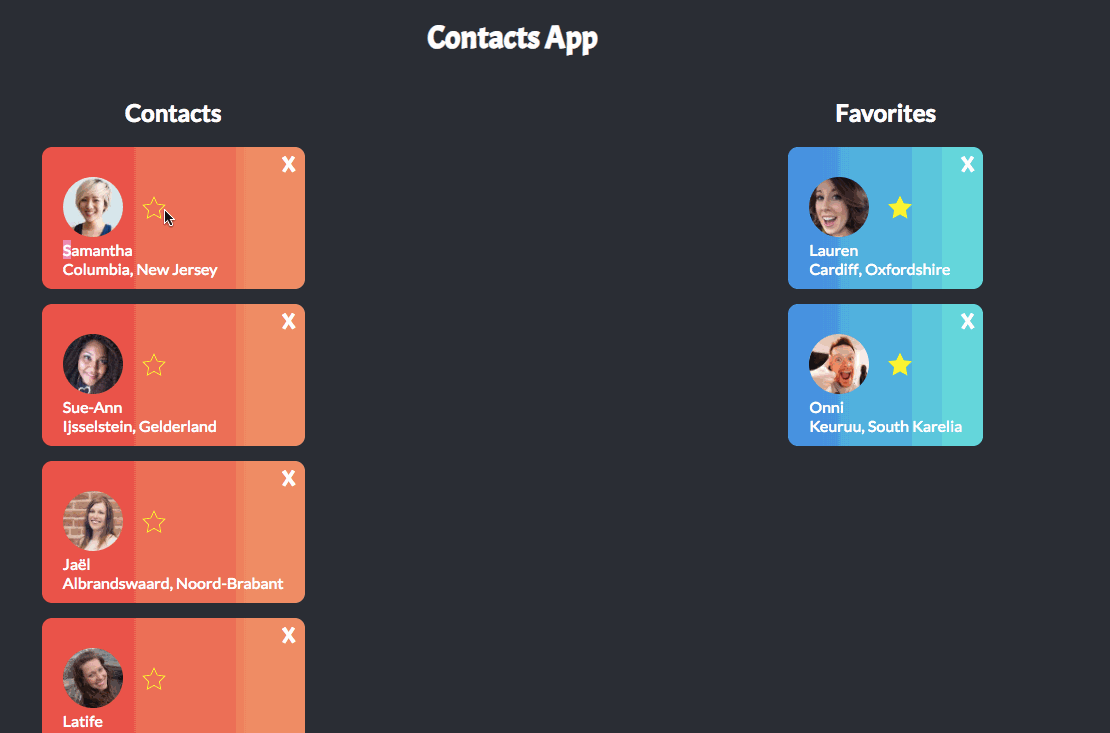 Contacts App
Contacts
X
Samantha
Columbia, New Jersey
X
Sue-Ann
Ijsselstein, Gelderland
X
Jaël
Albrandswaard, Noord-Brabant
X
Latife
Favorites
X
Lauren
Cardiff, Oxfordshire
X
Onni
Keuruu, South Karelia